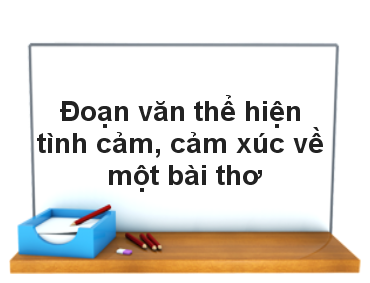 Đoạn văn thể hiện
tình cảm, cảm xúc về
một bài thơ